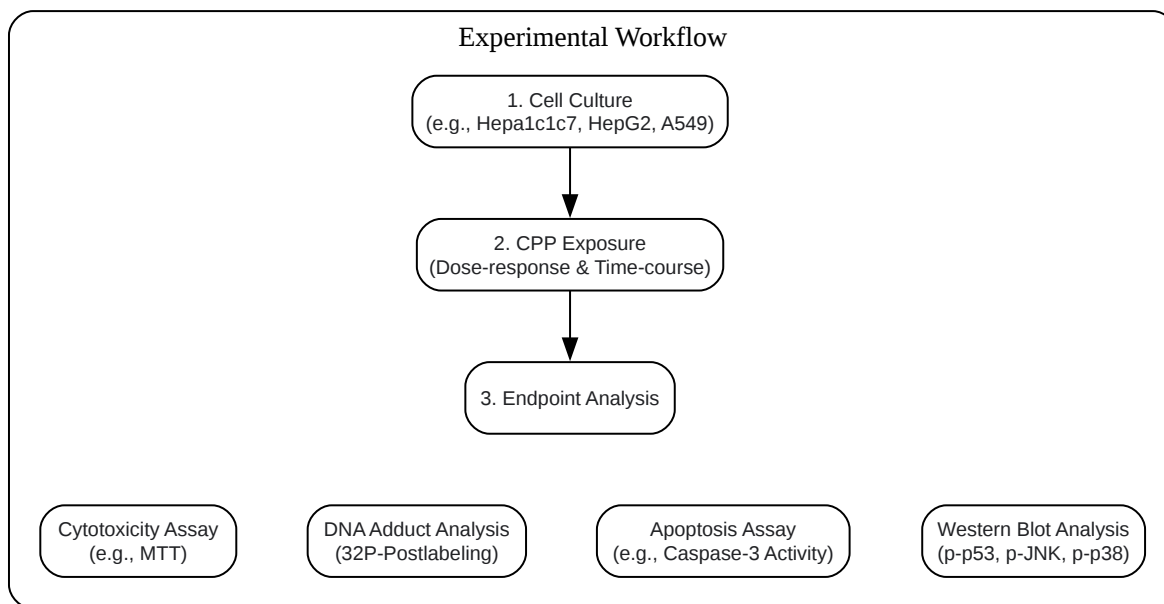 Experimental Workflow
1. Cell Culture
(e.g., Hepa1c1c7, HepG2, A549)
2. CPP Exposure
(Dose-response & Time-course)
3. Endpoint Analysis
Cytotoxicity Assay
(e.g., MTT)
DNA Adduct Analysis
(32P-Postlabeling)
Apoptosis Assay
(e.g., Caspase-3 Activity)
Western Blot Analysis
(p-p53, p-JNK, p-p38)